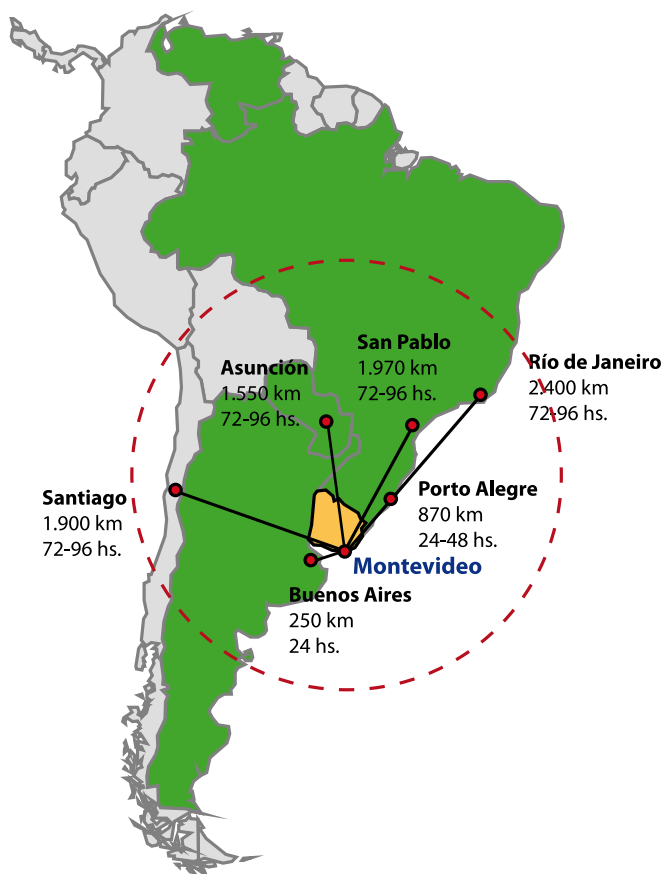 San Pablo
1.970 km
72-96 hs.
Asunción
1.550 km
72-96 hs.
Río de Janeiro
2.400 km
72-96 hs.
Santiago
1.900 km
72-96 hs.
Porto Alegre
870 km
24-48 hs.
Montevideo
Buenos Aires
250 km
24 hs.